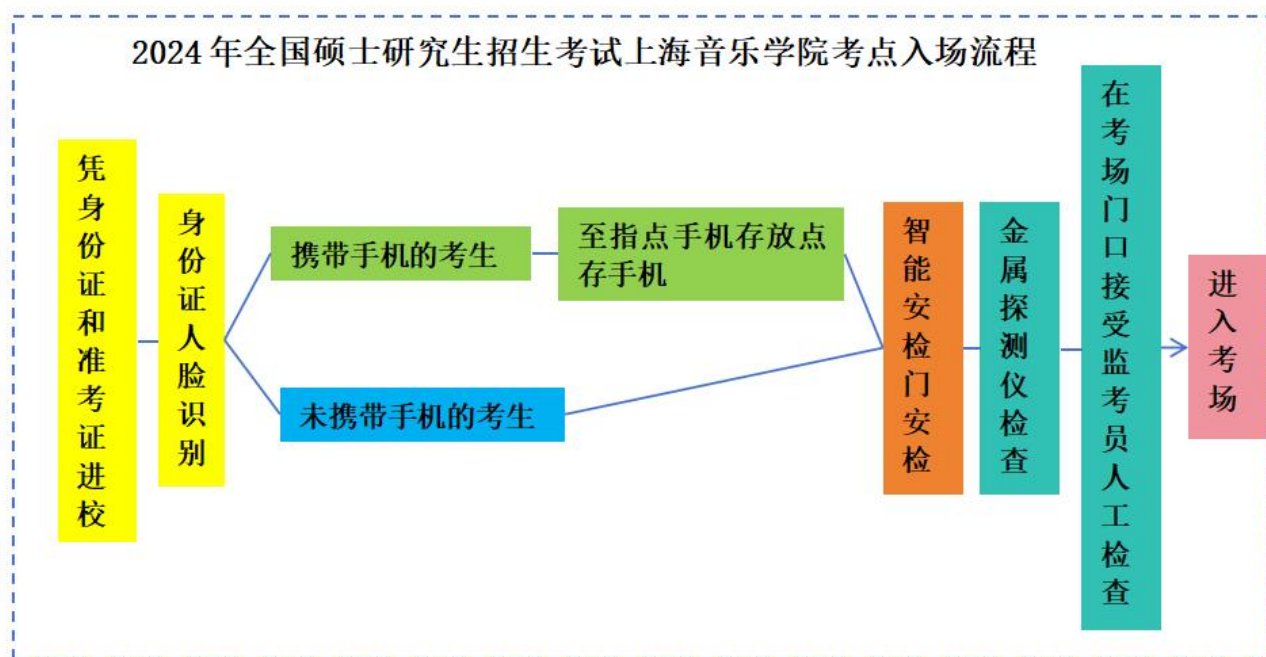 2024年全国硕士研究生招生考试上海音乐学院考点入场流程
凭身份证和准考证进校
身份证人脸识别
携带手机的考生
至指点手机存放点
存手机
未携带手机的考生
智能安检门安检
金属探测仪检查
在考场门口接受监考员人工检查
进入考场